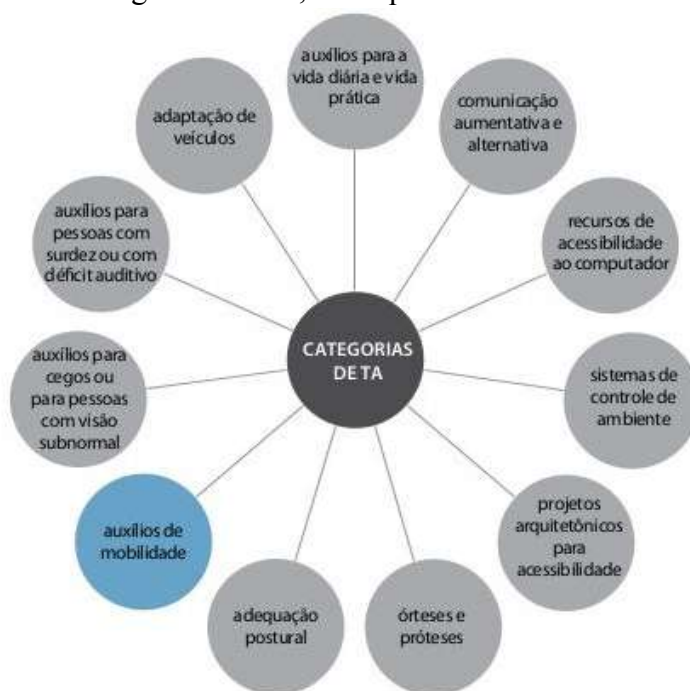 auxílios para a
vida diária e vida
prática
comunicação
aumentativa e
alternativa
recursos de
acessibilidade
ao computador
sistemas de
controle de
ambiente
projetos
arquitetônicos
para
acessibilidade
órteses e
próteses
adequação
postural
auxílios de
mobilidade
auxílios para
cegos ou
para pessoas
com visão
subnormal
auxílios para
pessoas com
surdez ou com
déficit auditivo
adaptação de
veículos
CATEGORIAS
DE TA